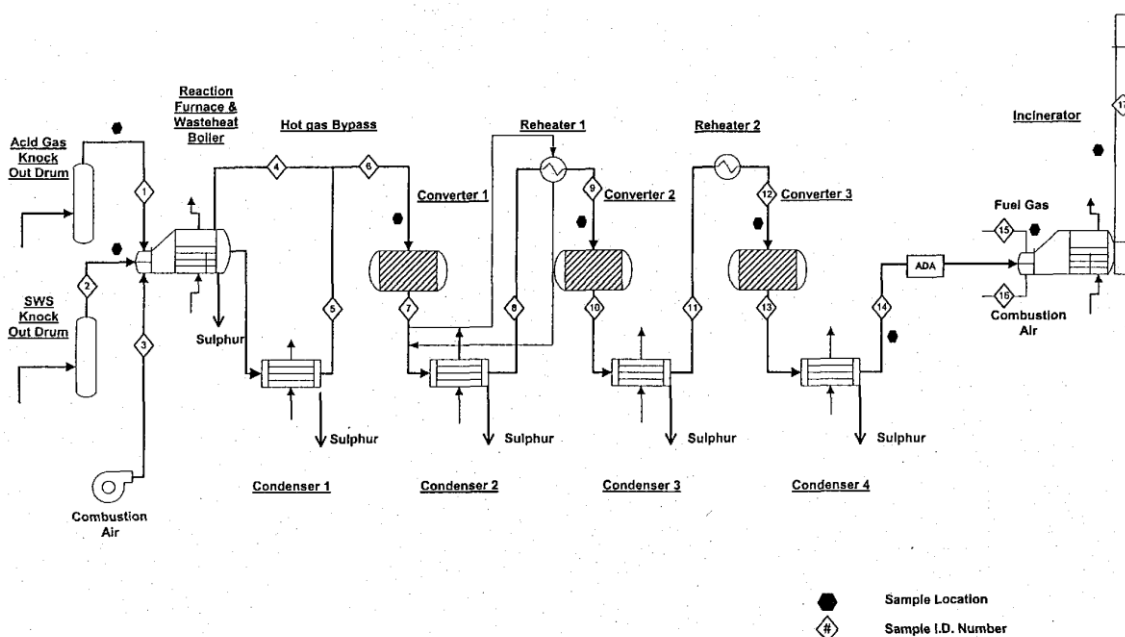 Reaction
Furnace &
Wasteheat
Boiler
Hot gas Bypass
Reheater 1
Reheater 2
Incinerator
17
Acid Gas
Knock
Out Drum
1
4
6
9
12
Converter 1
Converter 2
Converter 3
Fuel Gas
15
2
SWS
Knock
Out Drum
3
Sulphur
5
7
8
10
11
13
14
ADA
16
Combustion
Air
Sulphur
Sulphur
Sulphur
Sulphur
Condenser 1
Condenser 2
Condenser 3
Condenser 4
Combustion
Air
Sample Location
# Sample I.D. Number